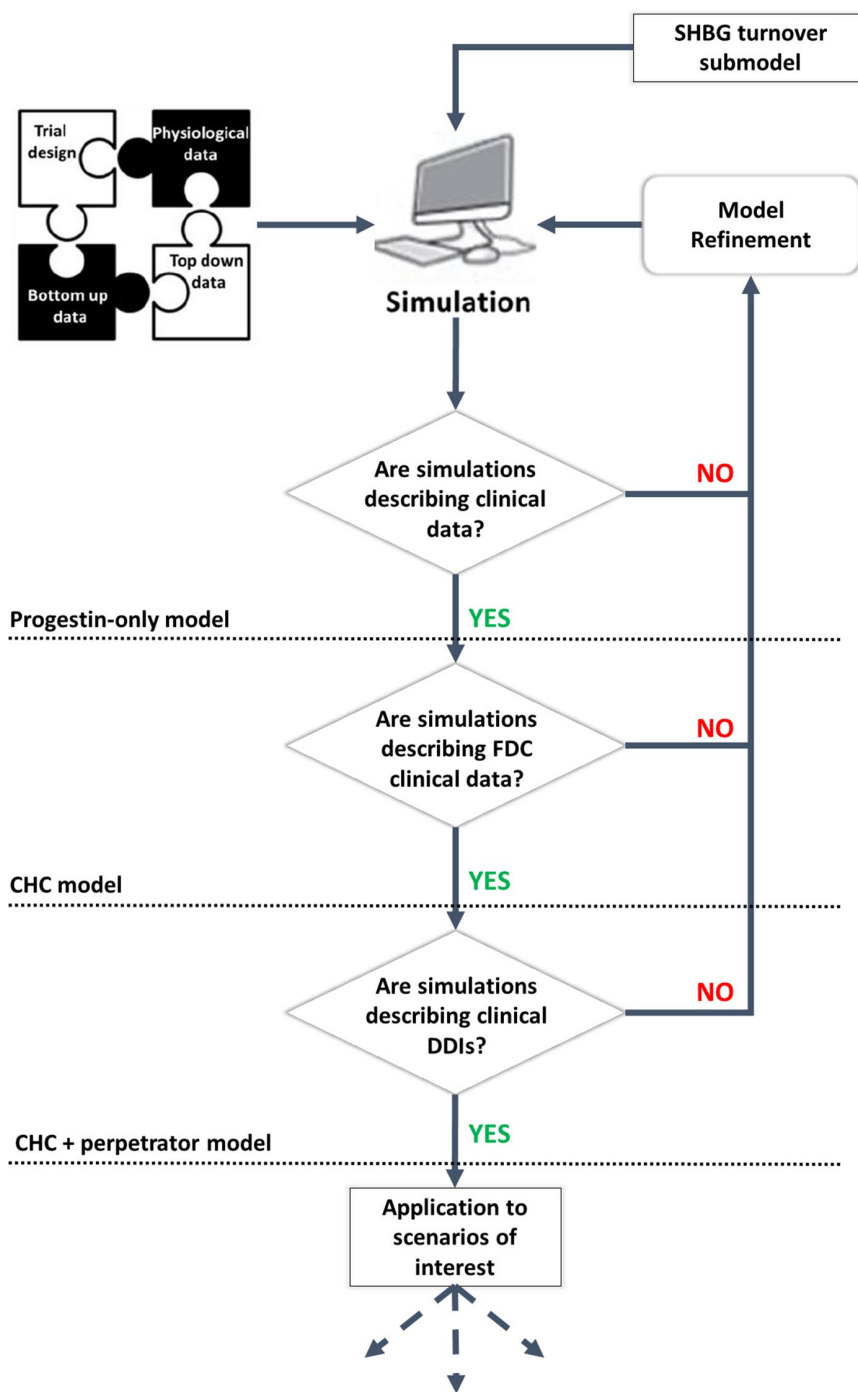 SHBG turnover
submodel
Trial
design
Physiological
data
Bottom up
data
Top down
data
Simulation
Model
Refinement
Are simulations
describing clinical
data?
NO
YES
Progestin-only model
Are simulations
describing FDC
clinical data?
NO
YES
CHC model
Are simulations
describing clinical
DDIs?
NO
YES
CHC + perpetrator model
Application to
scenarios of
interest